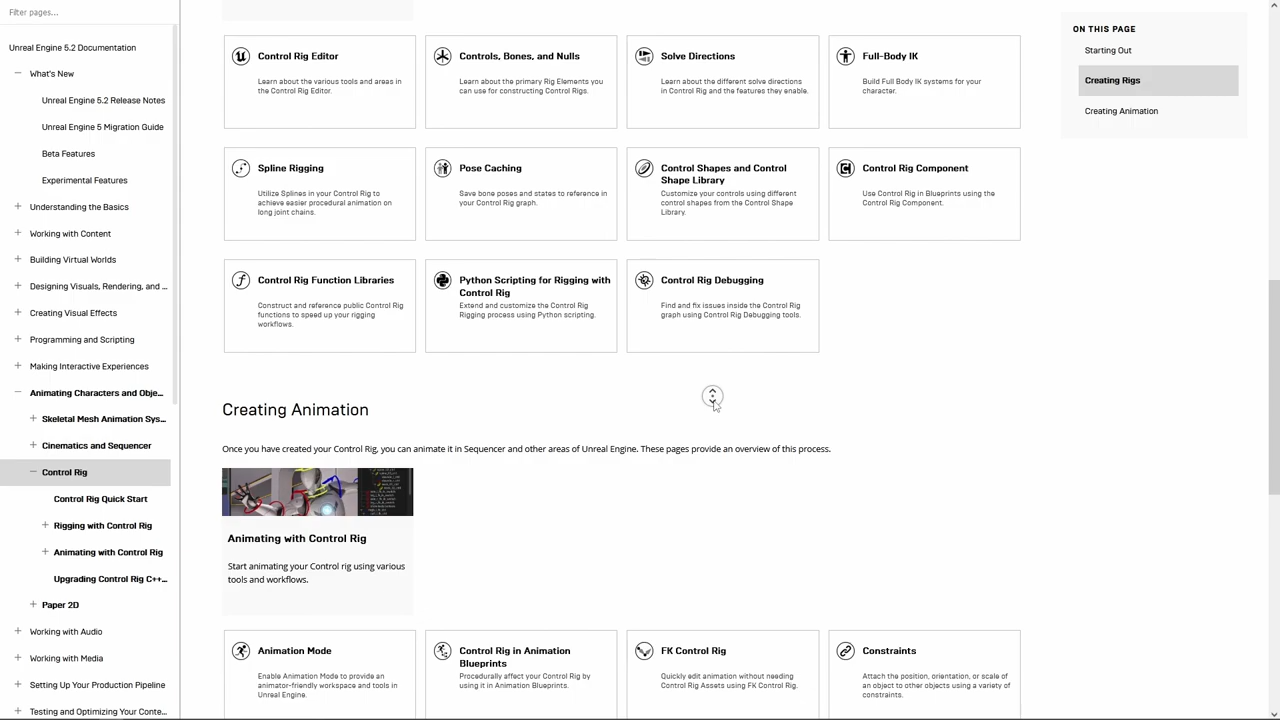 Filter pages...
Unreal Engine 5.2 Documentation
What's New
Unreal Engine 5.2 Release Notes
Unreal Engine 5 Migration Guide
Beta Features
Experimental Features
Understanding the Basics
Working with Content
Building Virtual Worlds
Designing Visuals, Rendering, and ...
Creating Visual Effects
Programming and Scripting
Making Interactive Experiences
Animating Characters and Obje...
Skeletal Mesh Animation Sys...
Cinematics and Sequencer
Control Rig
Control Rig Quick Start
Rigging with Control Rig
Animating with Control Rig
Upgrading Control Rig C++...
Paper 2D
Working with Audio
Working with Media
Setting Up Your Production Pipeline
Testing and Optimizing Your Conte...
Control Rig Editor
Learn about the various tools and areas in
the Control Rig Editor.
Controls, Bones, and Nulls
Learn about the primary Rig Elements you
can use for constructing Control Rigs.
Solve Directions
Learn about the different solve directions
in Control Rig and the features they enable.
Full-Body IK
Build Full Body IK systems for your
character.
Spline Rigging
Utilize Splines in your Control Rig to
achieve easier procedural animation on
long joint chains.
Pose Caching
Save bone poses and states to reference in
your Control Rig graph.
Control Shapes and Control
Shape Library
Customize your controls using different
control shapes from the Control Shape
Library.
Control Rig Component
Use Control Rig in Blueprints using the
Control Rig Component.
Control Rig Function Libraries
Construct and reference public Control Rig
functions to speed up your rigging
workflows.
Python Scripting for Rigging with
Control Rig
Extend and customize the Control Rig
Rigging process using Python scripting.
Control Rig Debugging
Find and fix issues inside the Control Rig
graph using Control Rig Debugging tools.
Creating Animation
Once you have created your Control Rig, you can animate it in Sequencer and other areas of Unreal Engine. These pages provide an overview of this process.
Animating with Control Rig
Start animating your Control rig using various
tools and workflows.
Animation Mode
Enable Animation Mode to provide an
animator-friendly workspace and tools in
Unreal Engine.
Control Rig in Animation
Blueprints
Procedurally affect your Control Rig by
using it in Animation Blueprints.
FK Control Rig
Quickly edit animation without needing
Control Rig Assets using FK Control Rig.
Constraints
Attach the position, orientation, or scale of
an object to other objects using a variety of
constraints.
ON THIS PAGE
Starting Out
Creating Rigs
Creating Animation